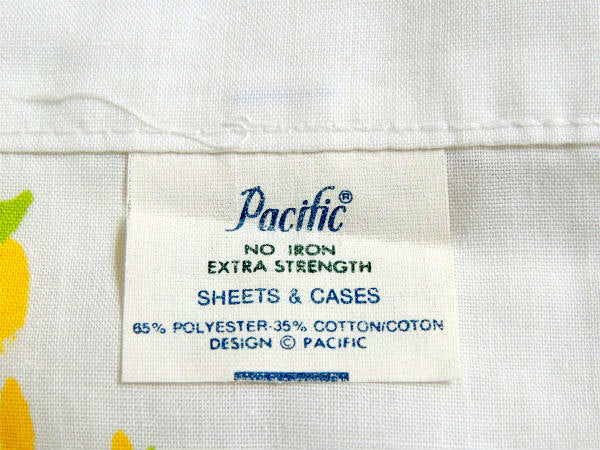 Pacific®
NO IRON
EXTRA STRENGTH
SHEETS & CASES
65% POLYESTER-35% COTTON/COTON
DESIGN © PACIFIC